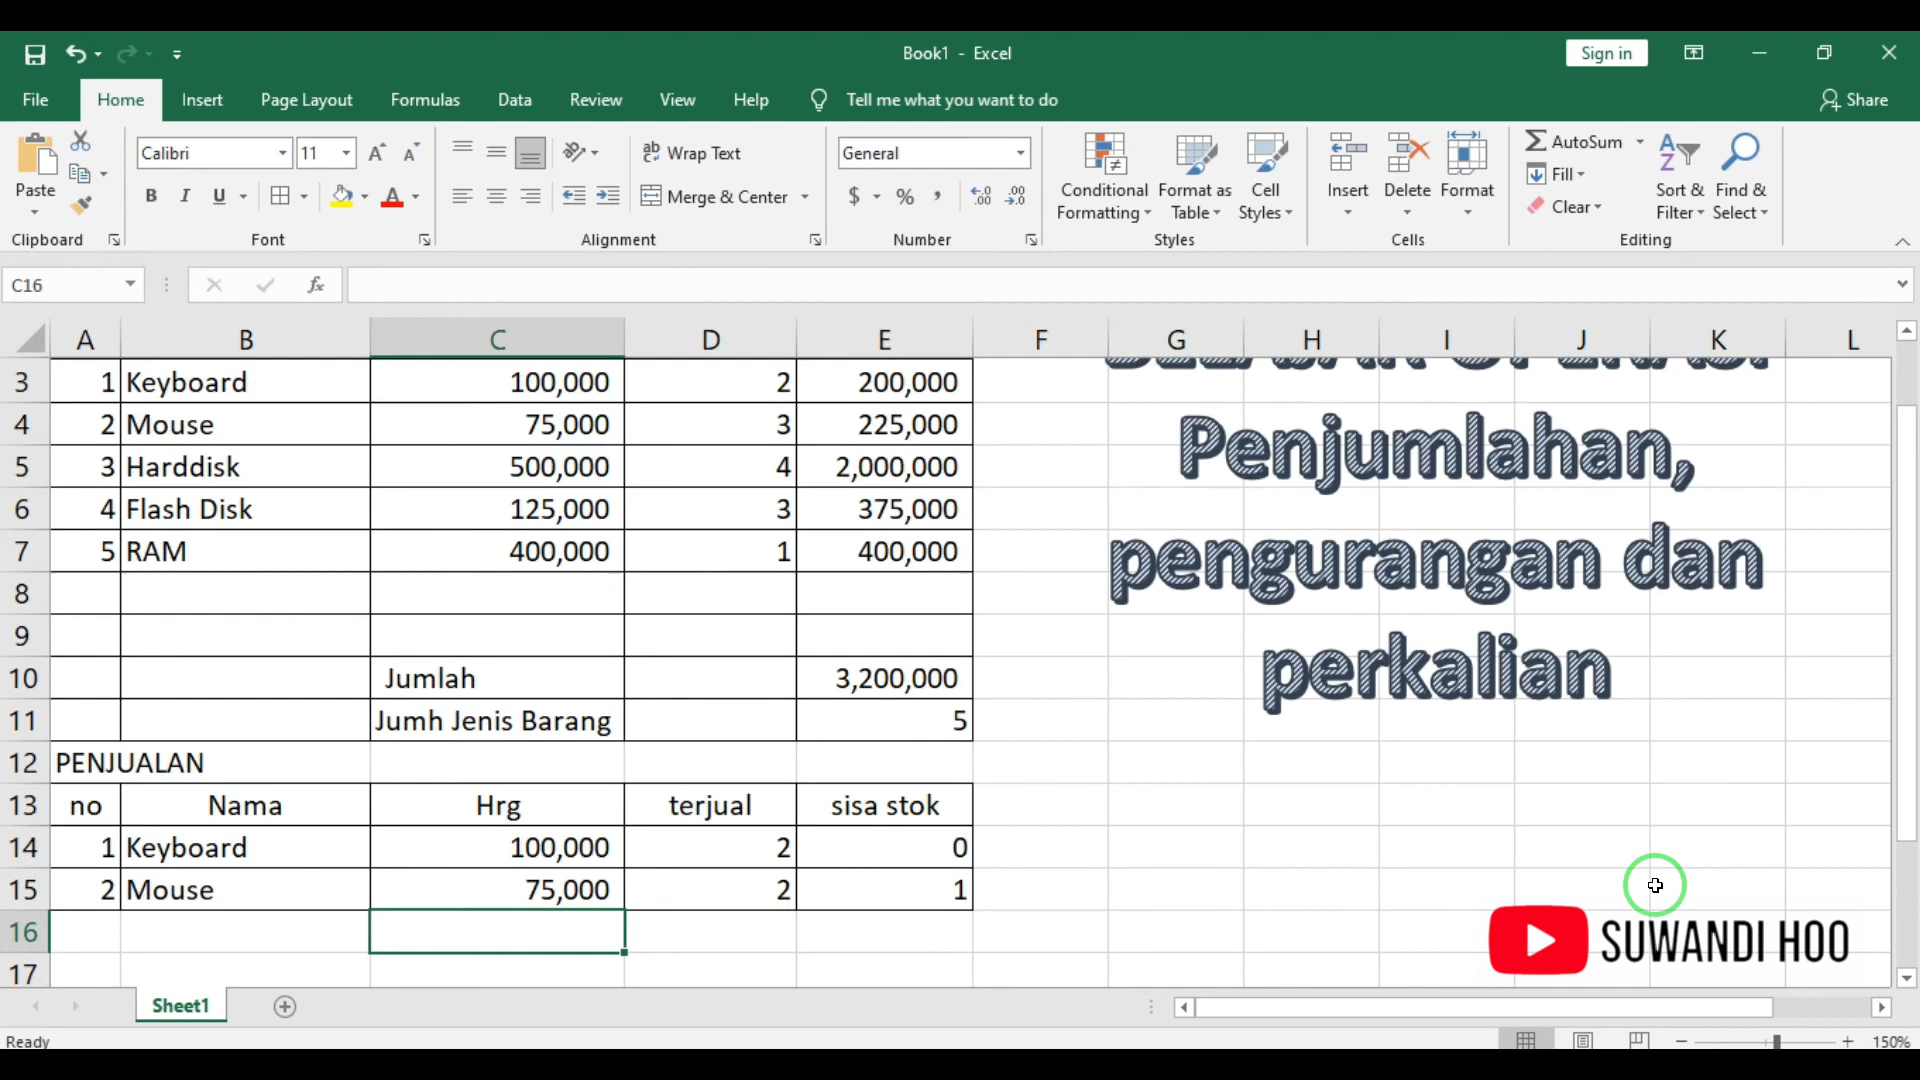 Book1 - Excel
Sign in
File Home Insert Page Layout Formulas Data Review View Help Tell me what you want to do Share
Calibri 11 Wrap Text General AutoSum
Paste Conditional Formatting Format as Table Cell Styles Insert Delete Format Fill Sort & Filter Find & Select
B I U A Merge & Center $ % , Clear
Clipboard Font Alignment Number Styles Cells Editing
C16 fx
A B C D E F G H I J K L
3 1 Keyboard 100,000 2 200,000
4 2 Mouse 75,000 3 225,000
5 3 Harddisk 500,000 4 2,000,000
6 4 Flash Disk 125,000 3 375,000
7 5 RAM 400,000 1 400,000
8
9
10 Jumlah 3,200,000
11 Jumh Jenis Barang 5
12 PENJUALAN
13 no Nama Hrg terjual sisa stok
14 1 Keyboard 100,000 2 0
15 2 Mouse 75,000 2 1
16
17
Penjumlahan,
pengurangan dan
perkalian
SUWANDI HOO
Sheet1
Ready 150%